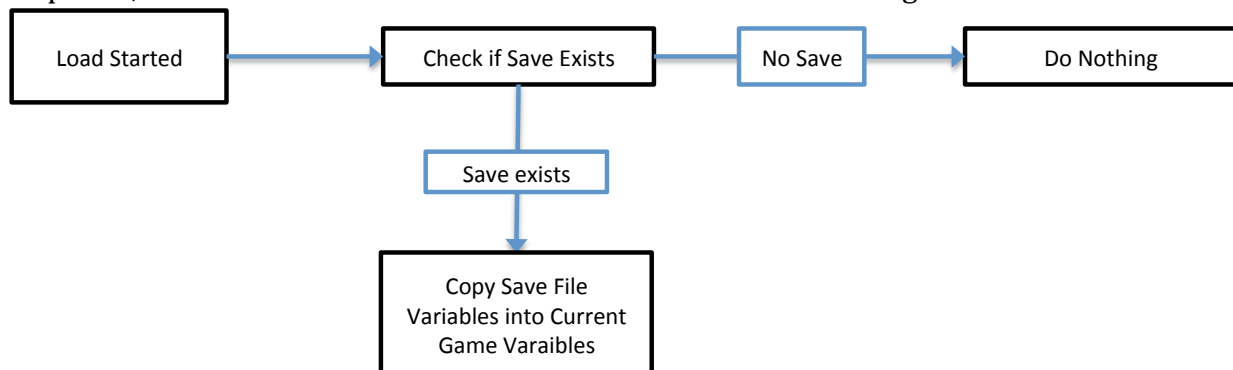 Load Started
Check if Save Exists
No Save
Do Nothing
Save exists
Copy Save File
Variables into Current
Game Varaibles